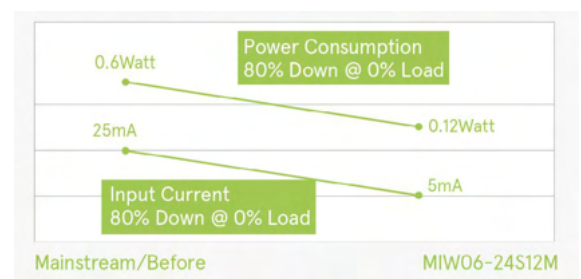 Power Consumption
80% Down @ 0% Load
0.6Watt
0.12Watt
25mA
5mA
Input Current
80% Down @ 0% Load
Mainstream/Before
MIW06-24S12M